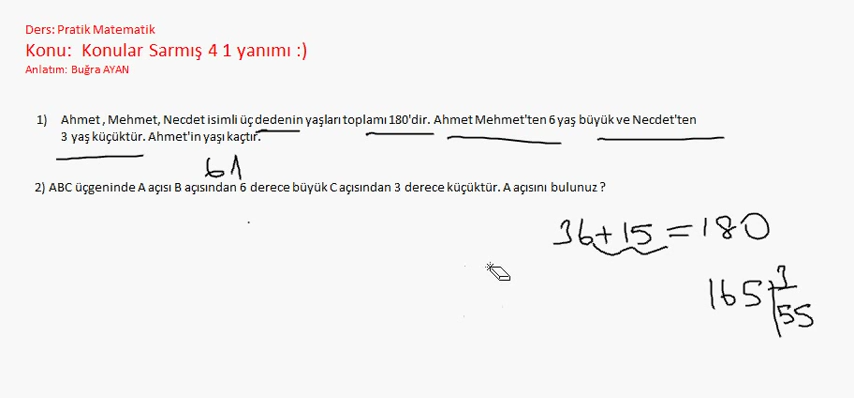 Ders: Pratik Matematik
Konu: Konular Sarmış 4 1 yanımı :)
Anlatım: Buğra AYAN
1) Ahmet, Mehmet, Necdet isimli üç dedenin yaşları toplamı 180'dir. Ahmet Mehmet'ten 6 yaş büyük ve Necdet'ten
3 yaş küçüktür. Ahmet'in yaşı kaçtır.
61
2) ABC üçgeninde A açısı B açısından 6 derece büyük C açısından 3 derece küçüktür. A açısını bulunuz ?
36+15=180
165 3
55